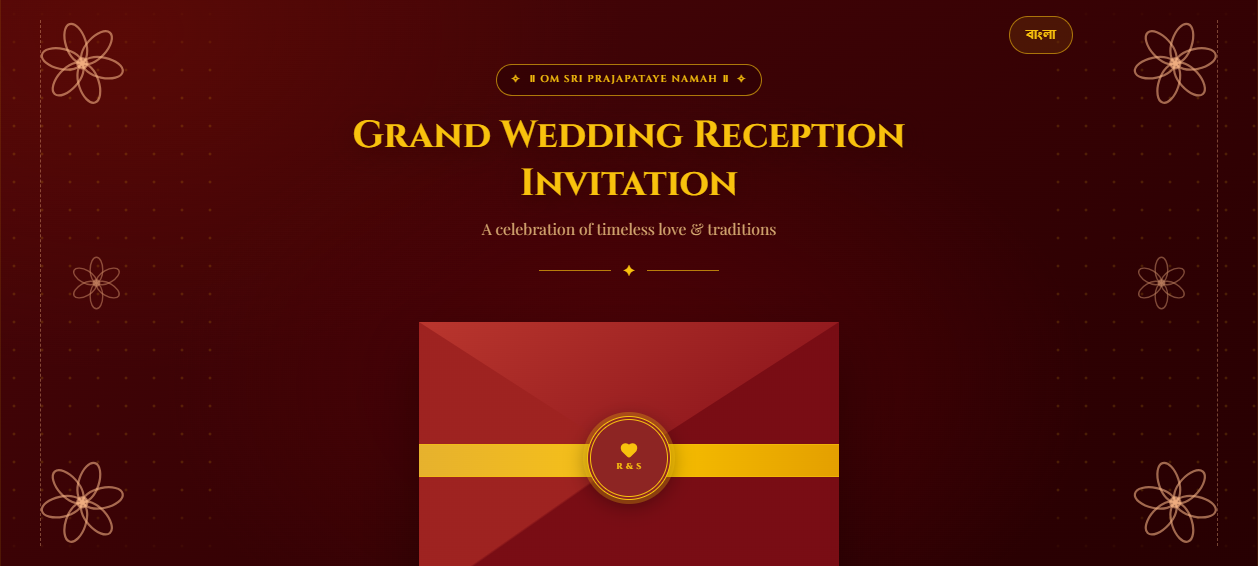 বাংলা
✦ ॥ OM SRI PRAJAPATAYE NAMAH ॥ ✦
Grand Wedding Reception
Invitation
A celebration of timeless love & traditions
R & S